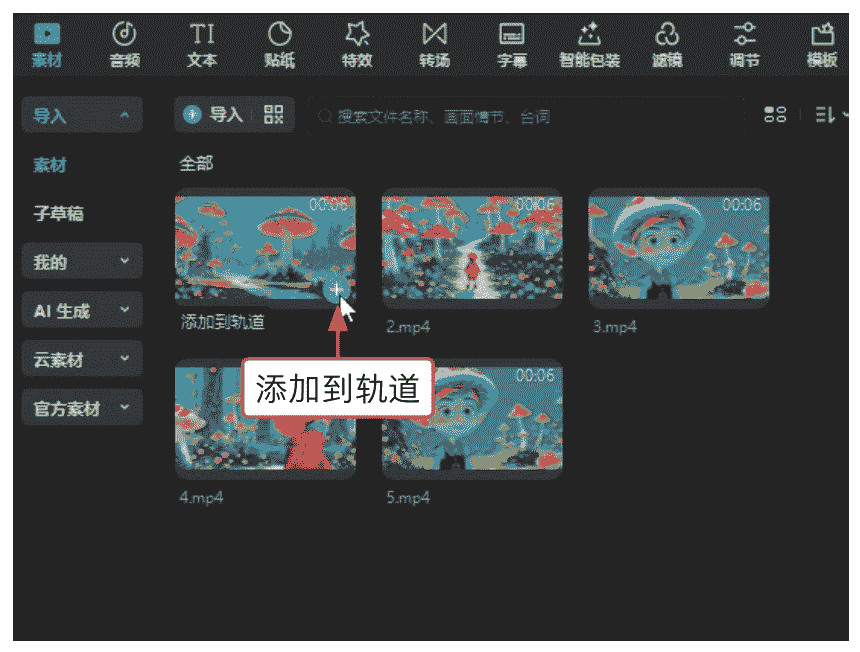 素材 音频 文本 贴纸 特效 转场 字幕 智能包装 滤镜 调节 模板
导入 导入 搜索文件名称、画面情节、台词
素材 全部
子草稿
我的
AI 生成
云素材
官方素材
00:06 00:06 00:06
添加到轨道 2.mp4 3.mp4
添加到轨道
00:06
4.mp4 5.mp4